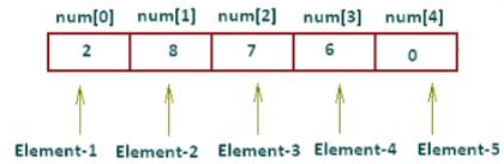 num[0] num[1] num[2] num[3] num[4]
2 8 7 6 0
Element-1 Element-2 Element-3 Element-4 Element-5